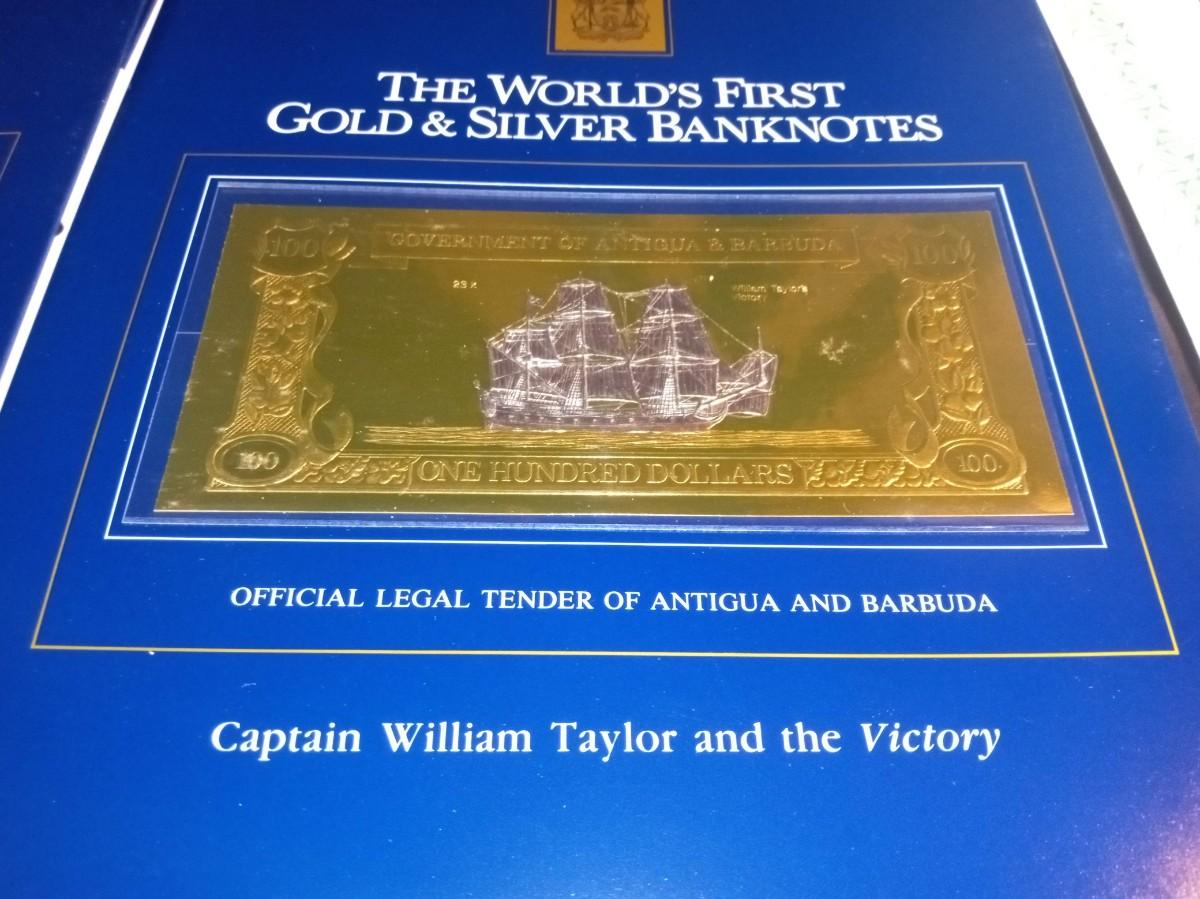 THE WORLD'S FIRST
GOLD & SILVER BANKNOTES
100 GOVERNMENT OF ANTIGUA & BARBUDA 100
23 K William Taylor's
Victory
100 ONE HUNDRED DOLLARS 100
OFFICIAL LEGAL TENDER OF ANTIGUA AND BARBUDA
Captain William Taylor and the Victory